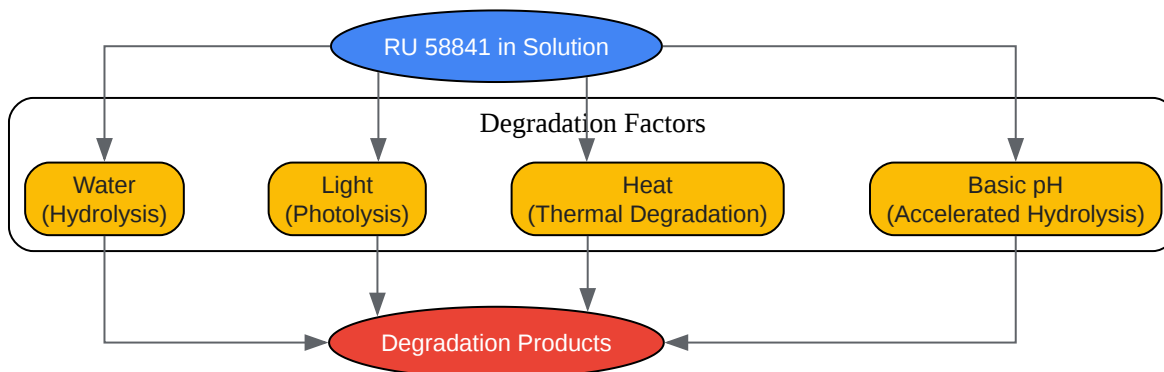 RU 58841 in Solution
Degradation Factors
Water
(Hydrolysis)
Light
(Photolysis)
Heat
(Thermal Degradation)
Basic pH
(Accelerated Hydrolysis)
Degradation Products